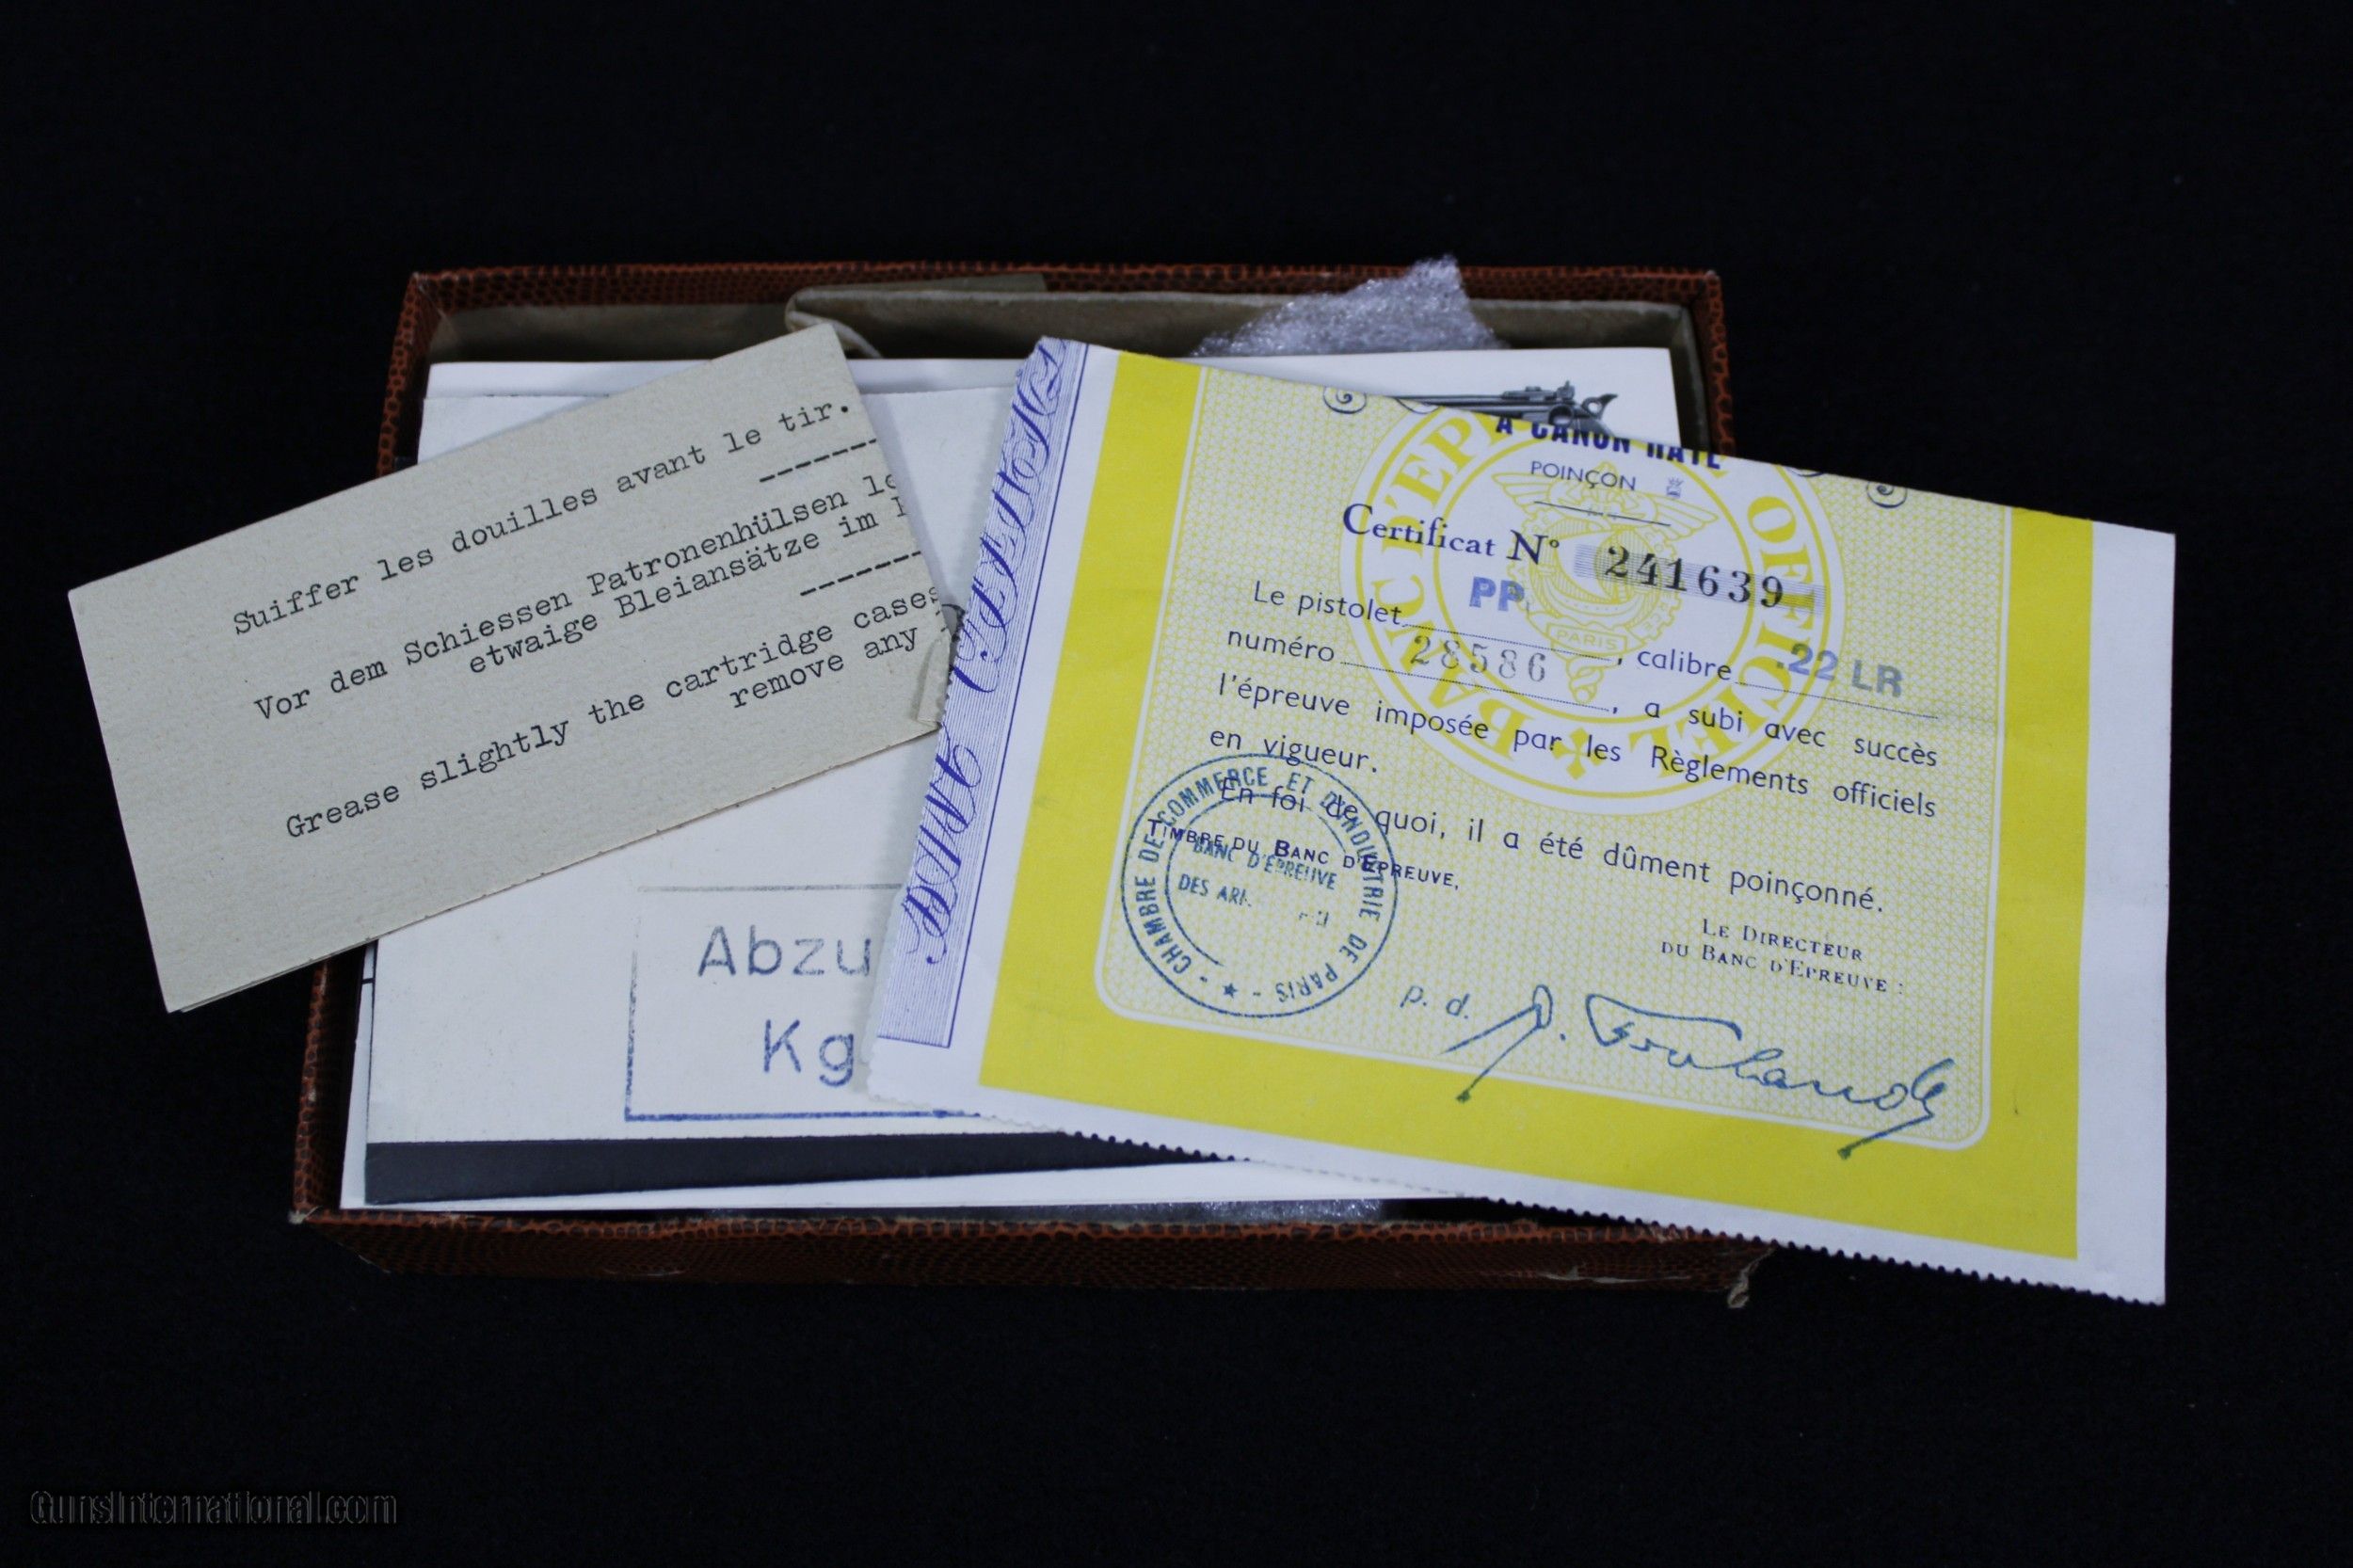 Suiffer les douilles avant le tir.
------
Vor dem Schiessen Patronenhülsen
etwaige Bleiansätze im
------
Grease slightly the cartridge cases
remove any
Abzu
Kg
A CANON RAYÉ
POINÇON
Certificat N° 241639
Le pistolet PP.
numéro 28586, calibre .22 LR
, a subi avec succès
l'épreuve imposée par les Règlements officiels
en vigueur.
En foi de quoi, il a été dûment poinçonné.
TIMBRE DU BANC D'EPREUVE,
LE DIRECTEUR
DU BANC D'EPREUVE :
p. d.
CHAMBRE DE COMMERCE ET D'INDUSTRIE DE PARIS
BANC D'EPREUVE
DES
BANC D'EPR
OFFICIEL
PARIS
GunsInternational.com